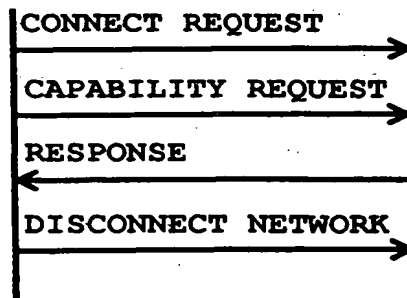 CONNECT REQUEST
CAPABILITY REQUEST
RESPONSE
DISCONNECT NETWORK